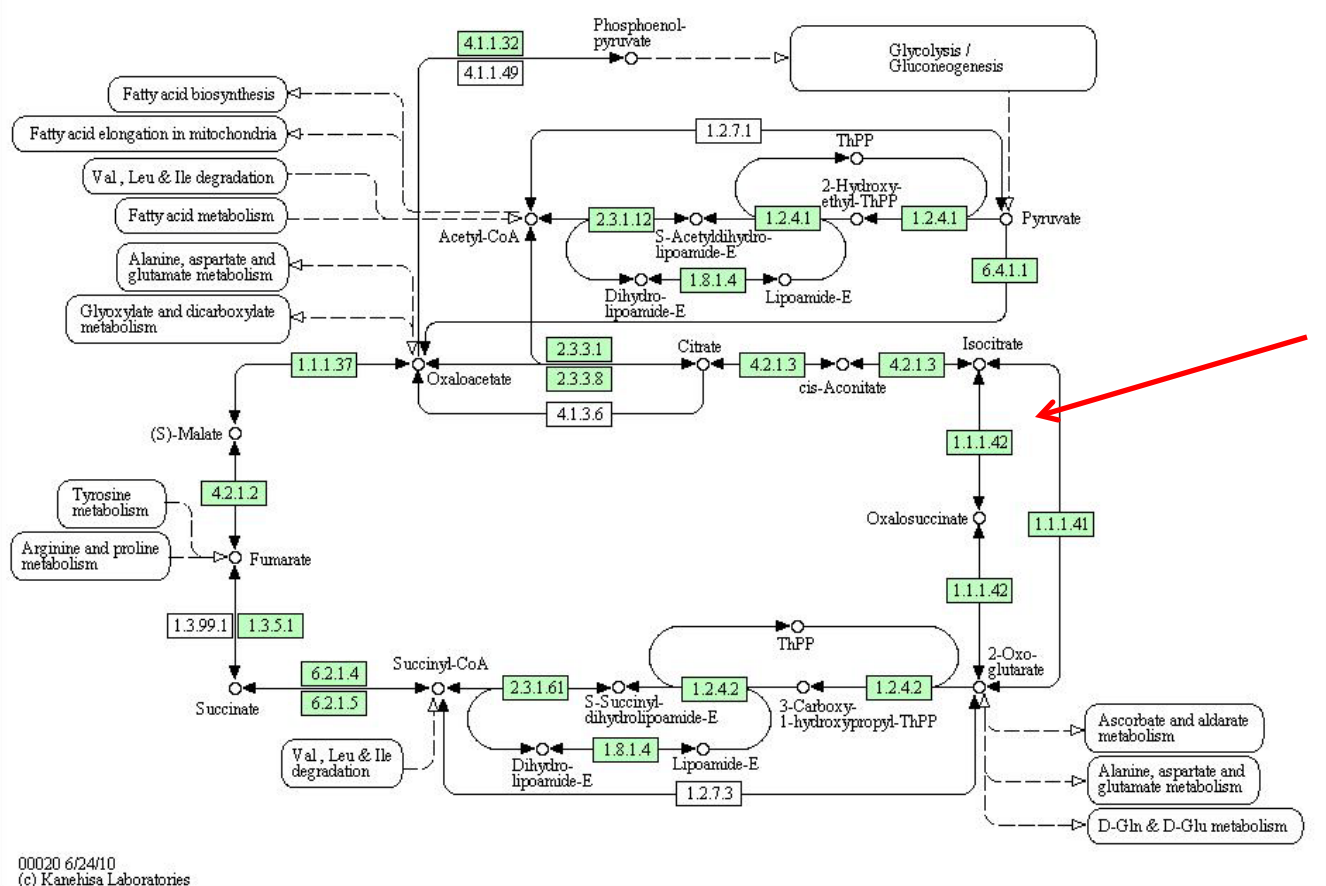 Phosphoenol-
pyruvate
4.1.1.32
4.1.1.49
Glycolysis /
Gluconeogenesis
Fatty acid biosynthesis
Fatty acid elongation in mitochondria
Val , Leu & Ile degradation
Fatty acid metabolism
Alanine, aspartate and
glutamate metabolism
Glyoxylate and dicarboxylate
metabolism
1.2.7.1
ThPP
2-Hydroxy-
ethyl-ThPP
Acetyl-CoA
2.3.1.12
S-Acetyldihydro-
lipoamide-E
1.2.4.1
1.2.4.1
Pyruvate
Dihydro-
lipoamide-E
1.8.1.4
Lipoamide-E
6.4.1.1
1.1.1.37
Oxaloacetate
2.3.3.1
2.3.3.8
4.1.3.6
Citrate
4.2.1.3
cis-Aconitate
4.2.1.3
Isocitrate
(S)-Malate
1.1.1.42
4.2.1.2
Tyrosine
metabolism
Oxalosuccinate
1.1.1.41
Arginine and proline
metabolism
Fumarate
1.1.1.42
1.3.99.1
1.3.5.1
ThPP
Succinate
6.2.1.4
6.2.1.5
Succinyl-CoA
2.3.1.61
S-Succinyl-
dihydrolipoamide-E
1.2.4.2
3-Carboxy-
1-hydroxypropyl-ThPP
1.2.4.2
2-Oxo-
glutarate
Val , Leu & Ile
degradation
Dihydro-
lipoamide-E
1.8.1.4
Lipoamide-E
1.2.7.3
Ascorbate and aldarate
metabolism
Alanine, aspartate and
glutamate metabolism
D-Gln & D-Glu metabolism
00020 6/24/10
(c) Kanehisa Laboratories